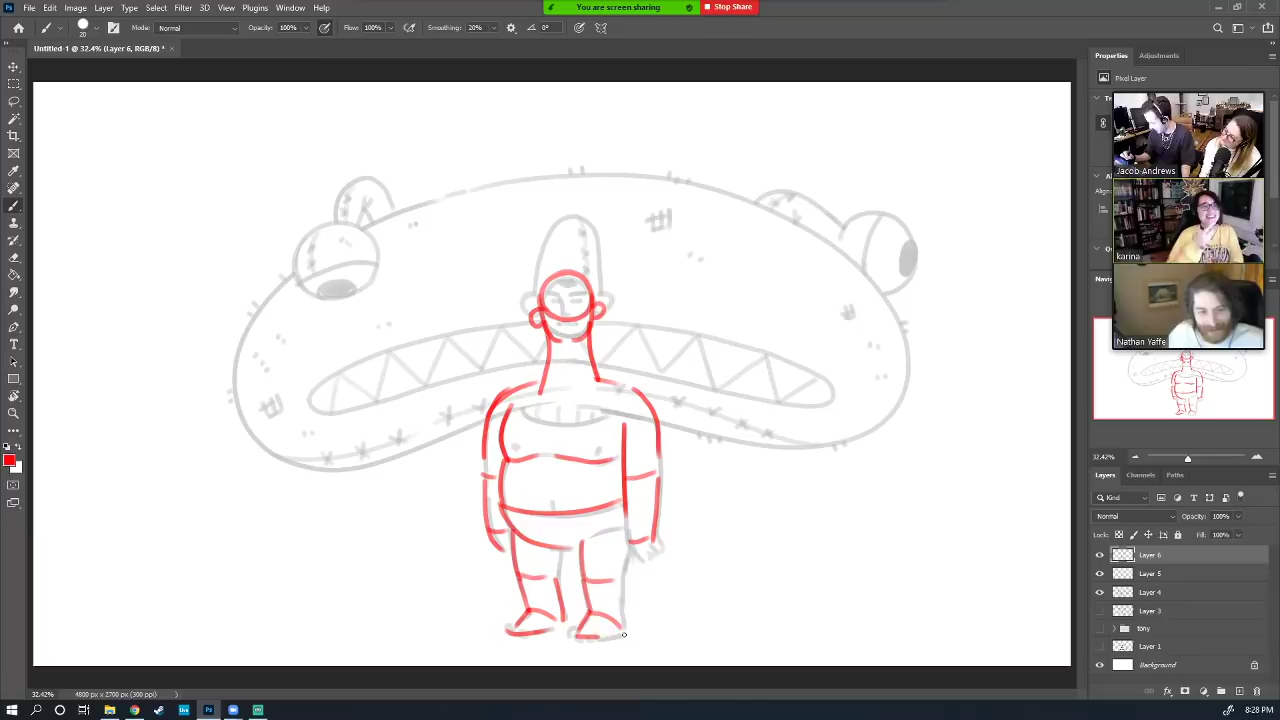 You are screen sharing
Stop Share
File Edit Image Layer Type Select Filter 3D View Plugins Window Help
20
Mode: Normal
Opacity: 100%
Flow: 100%
Smoothing: 20%
0°
Untitled-1 @ 32.4% (Layer 6, RGB/8) *
Properties
Adjustments
Pixel Layer
Jacob Andrews
karina
Nathan Yaffe
32.42%
Layers
Channels
Paths
Kind
Normal
Opacity: 100%
Lock:
Fill: 100%
Layer 6
Layer 5
Layer 4
Layer 3
tony
Layer 1
Background
32.42%
4800 px x 2700 px (300 ppi)
8:28 PM